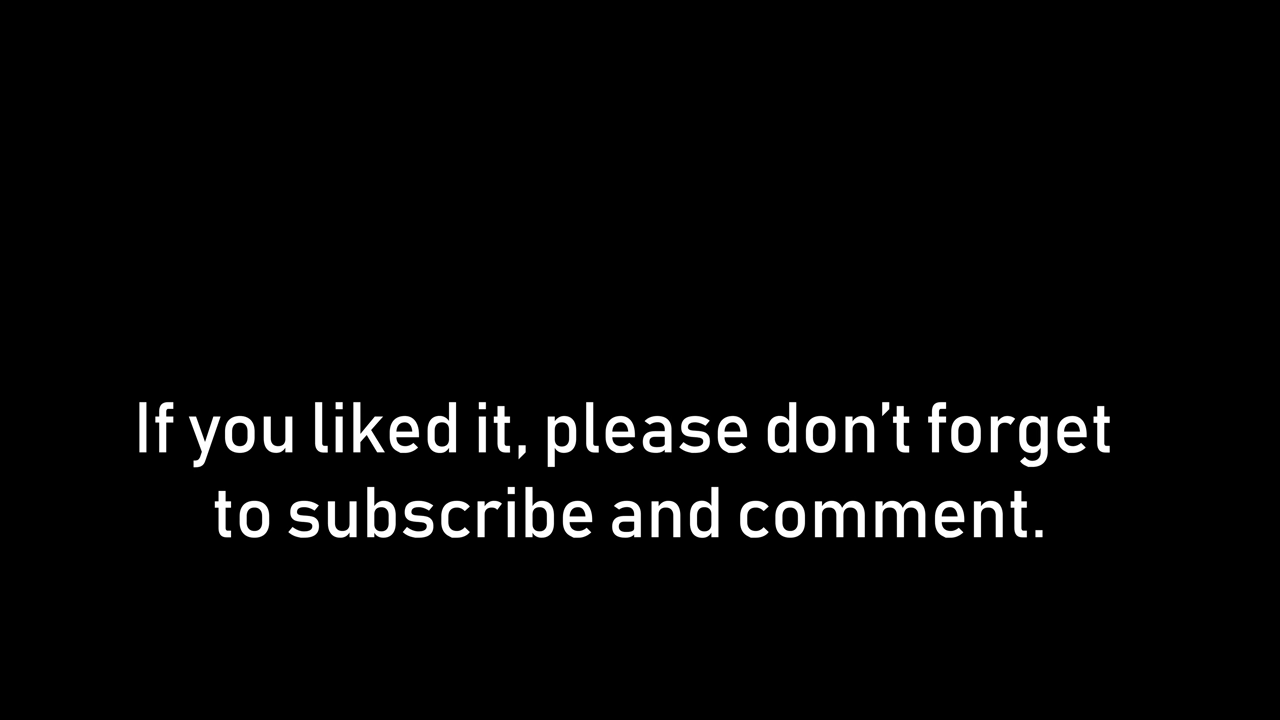 If you liked it, please don’t forget
to subscribe and comment.